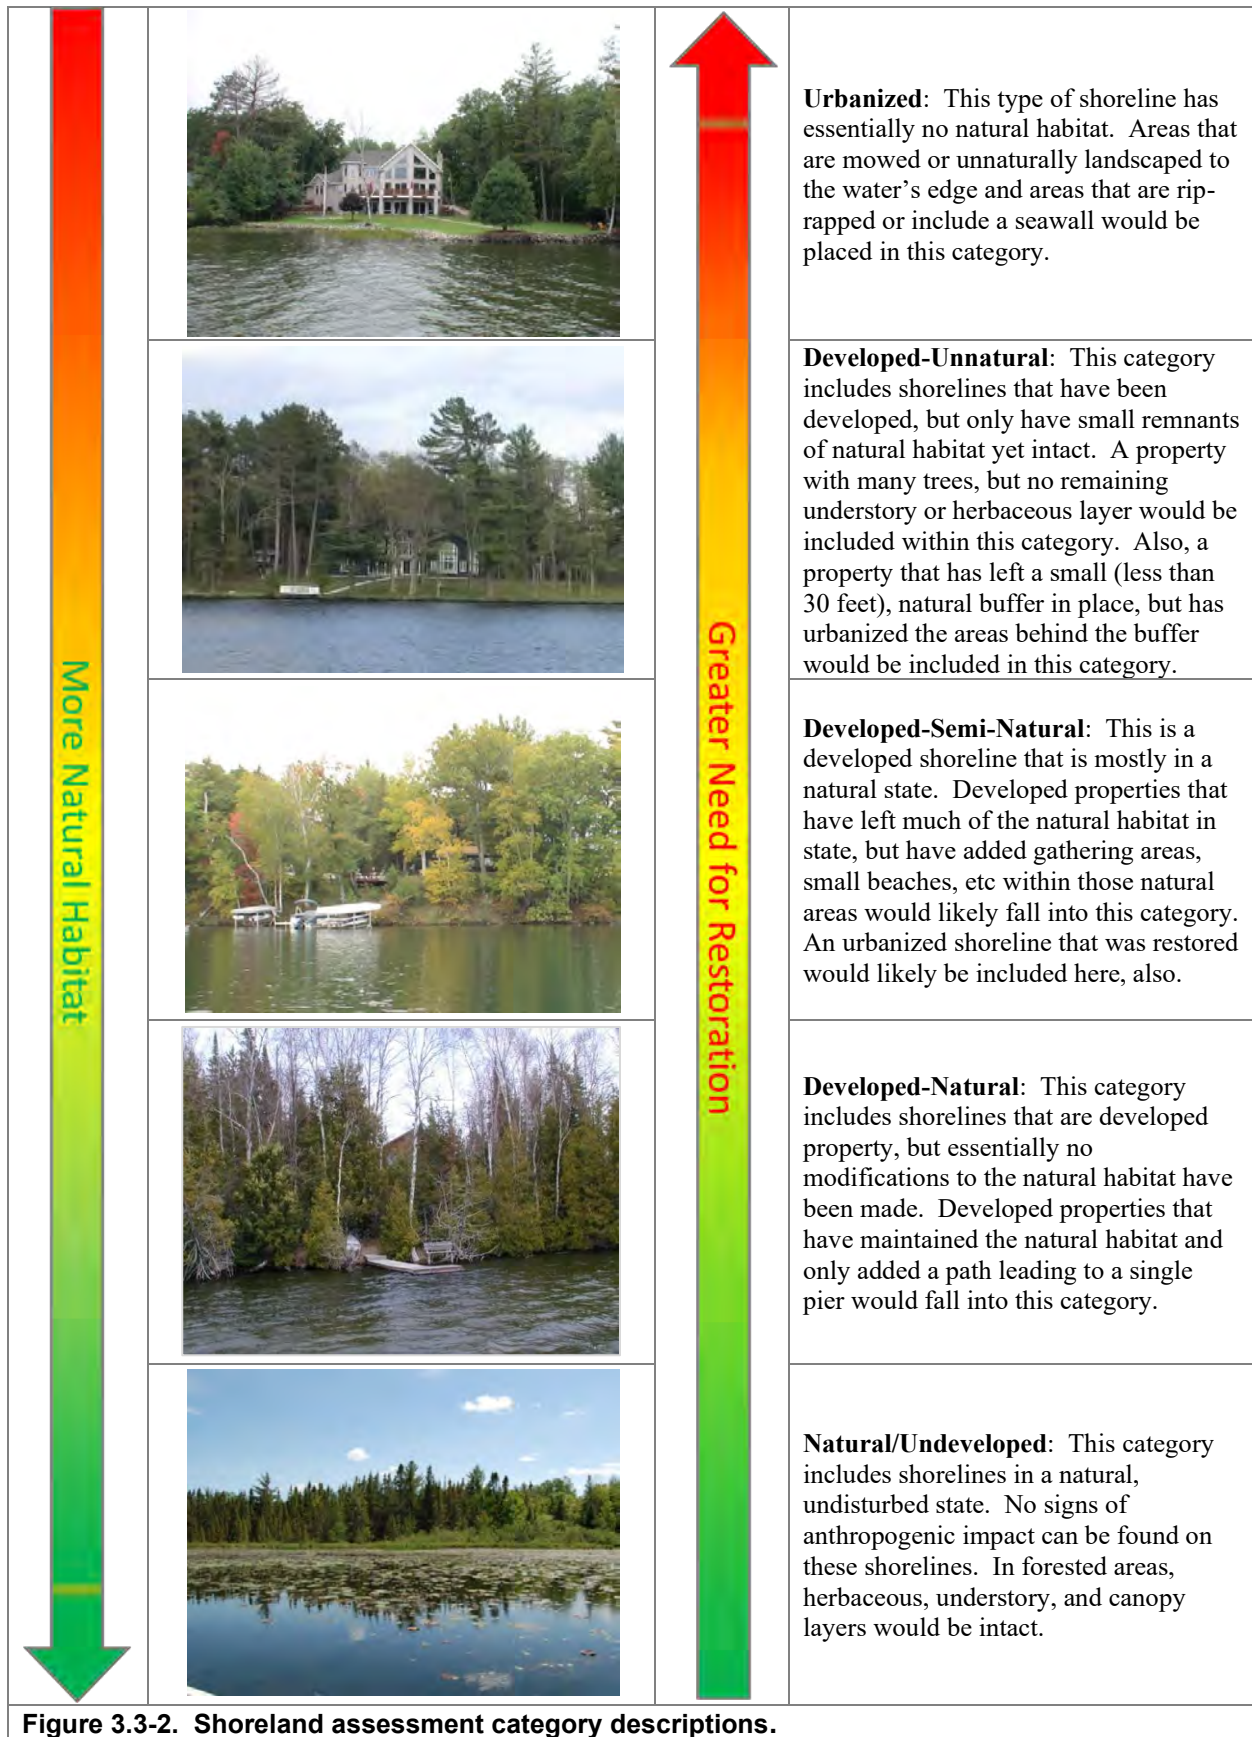 Urbanized: This type of shoreline has
essentially no natural habitat. Areas that
are mowed or unnaturally landscaped to
the water's edge and areas that are rip-
rapped or include a seawall would be
placed in this category.
Developed-Unnatural: This category
includes shorelines that have been
developed, but only have small remnants
of natural habitat yet intact. A property
with many trees, but no remaining
understory or herbaceous layer would be
included within this category. Also, a
property that has left a small (less than
30 feet), natural buffer in place, but has
urbanized the areas behind the buffer
would be included in this category.
More Natural Habitat
Greater Need for Restoration
Developed-Semi-Natural: This is a
developed shoreline that is mostly in a
natural state. Developed properties that
have left much of the natural habitat in
state, but have added gathering areas,
small beaches, etc within those natural
areas would likely fall into this category.
An urbanized shoreline that was restored
would likely be included here, also.
Developed-Natural: This category
includes shorelines that are developed
property, but essentially no
modifications to the natural habitat have
been made. Developed properties that
have maintained the natural habitat and
only added a path leading to a single
pier would fall into this category.
Natural/Undeveloped: This category
includes shorelines in a natural,
undisturbed state. No signs of
anthropogenic impact can be found on
these shorelines. In forested areas,
herbaceous, understory, and canopy
layers would be intact.
Figure 3.3-2. Shoreland assessment category descriptions.